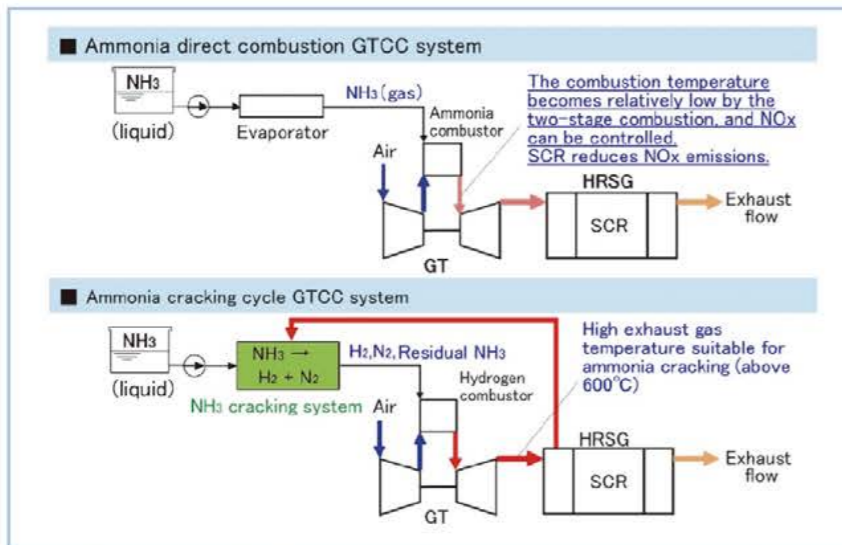 ■ Ammonia direct combustion GTCC system
NH3
(liquid)
Evaporator
NH3(gas)
Ammonia
combustor
Air
GT
The combustion temperature
becomes relatively low by the
two-stage combustion, and NOx
can be controlled.
SCR reduces NOx emissions.
HRSG
SCR
Exhaust
flow
■ Ammonia cracking cycle GTCC system
NH3
(liquid)
NH3 →
H2 + N2
NH3 cracking system
H2,N2,Residual NH3
Hydrogen
combustor
Air
GT
High exhaust gas
temperature suitable for
ammonia cracking (above
600°C)
HRSG
SCR
Exhaust
flow